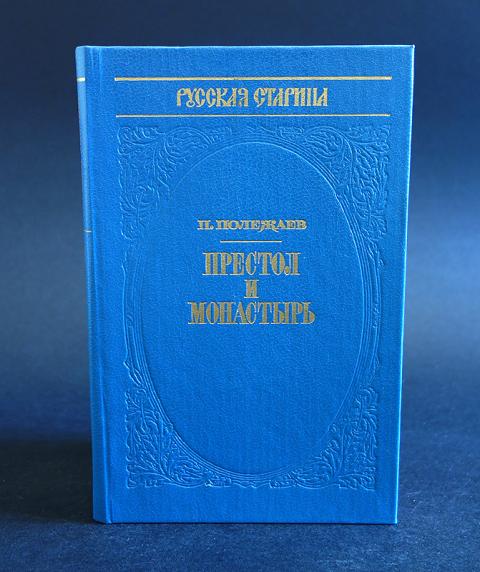 РУССКАЯ СТАРИНА
П. ПОЛЕЖАЕВ
ПРЕСТОЛ
И
МОНАСТЫРЬ